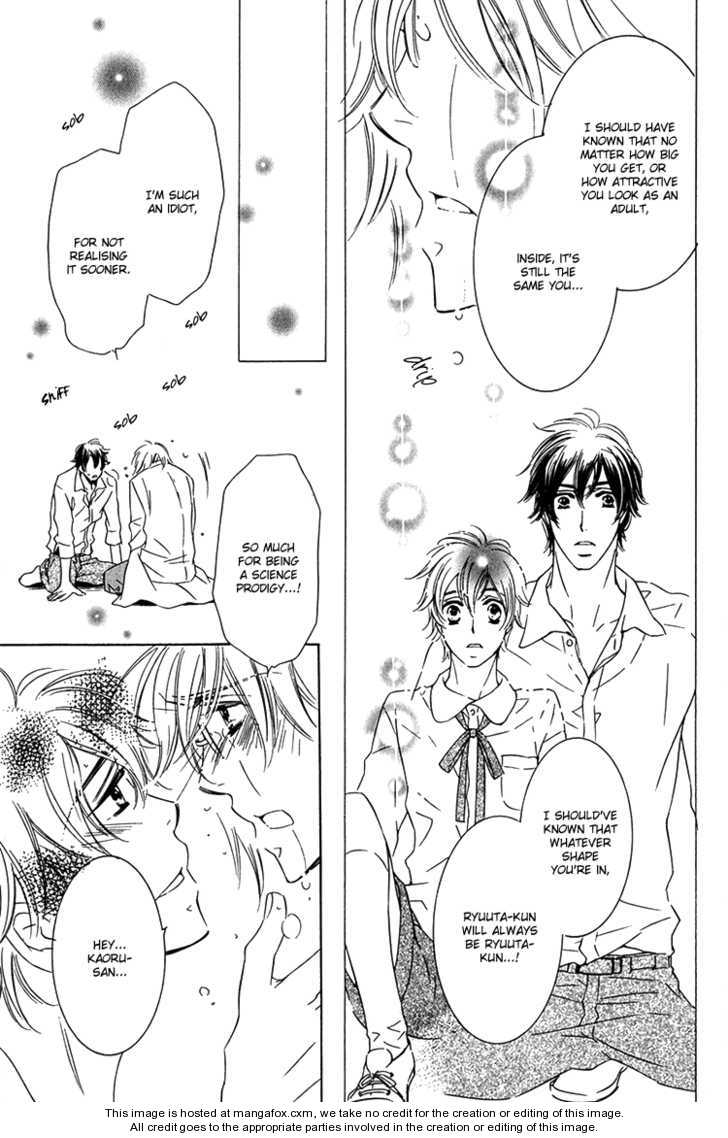 I SHOULD HAVE
KNOWN THAT NO
MATTER HOW BIG
YOU GET, OR
HOW ATTRACTIVE
YOU LOOK AS AN
ADULT,
INSIDE, IT'S
STILL THE
SAME YOU...
drip
I SHOULD'VE
KNOWN THAT
WHATEVER
SHAPE
YOU'RE IN,
RYUUTA-KUN
WILL ALWAYS
BE RYUUTA-
KUN...!
sob
I'M SUCH
AN IDIOT,
FOR NOT
REALISING
IT SOONER.
sob
sob
sniff
sob
SO MUCH
FOR BEING
A SCIENCE
PRODIGY...!
HEY...
KAORU-
SAN...
This image is hosted at mangafox.cxm, we take no credit for the creation or editing of this image.
All credit goes to the appropriate parties involved in the creation or editing of this image.